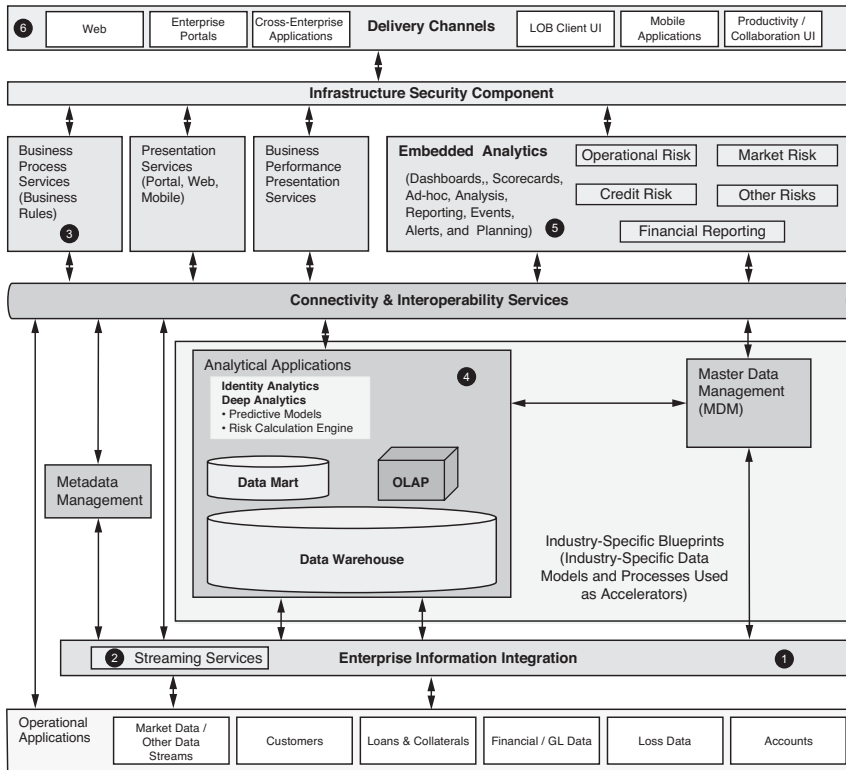 6
Web
Enterprise
Portals
Cross-Enterprise
Applications
Delivery Channels
LOB Client UI
Mobile
Applications
Productivity /
Collaboration UI
Infrastructure Security Component
Business
Process
Services
(Business
Rules)
3
Presentation
Services
(Portal, Web,
Mobile)
Business
Performance
Presentation
Services
Embedded Analytics
(Dashboards,, Scorecards,
Ad-hoc, Analysis,
Reporting, Events,
Alerts, and Planning)
5
Operational Risk
Market Risk
Credit Risk
Other Risks
Financial Reporting
Connectivity & Interoperability Services
Analytical Applications
4
Identity Analytics
Deep Analytics
• Predictive Models
• Risk Calculation Engine
Data Mart
OLAP
Data Warehouse
Master Data
Management
(MDM)
Metadata
Management
Industry-Specific Blueprints
(Industry-Specific Data
Models and Processes Used
as Accelerators)
2 Streaming Services
Enterprise Information Integration
1
Operational
Applications
Market Data /
Other Data
Streams
Customers
Loans & Collaterals
Financial / GL Data
Loss Data
Accounts